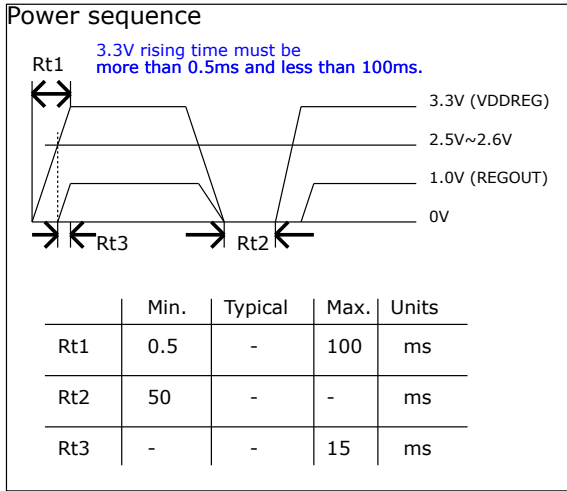 Power sequence
3.3V rising time must be
more than 0.5ms and less than 100ms.
Rt1
3.3V (VDDREG)
2.5V~2.6V
1.0V (REGOUT)
0V
Rt3
Rt2
Min. Typical Max. Units
Rt1 0.5 - 100 ms
Rt2 50 - - ms
Rt3 - - 15 ms